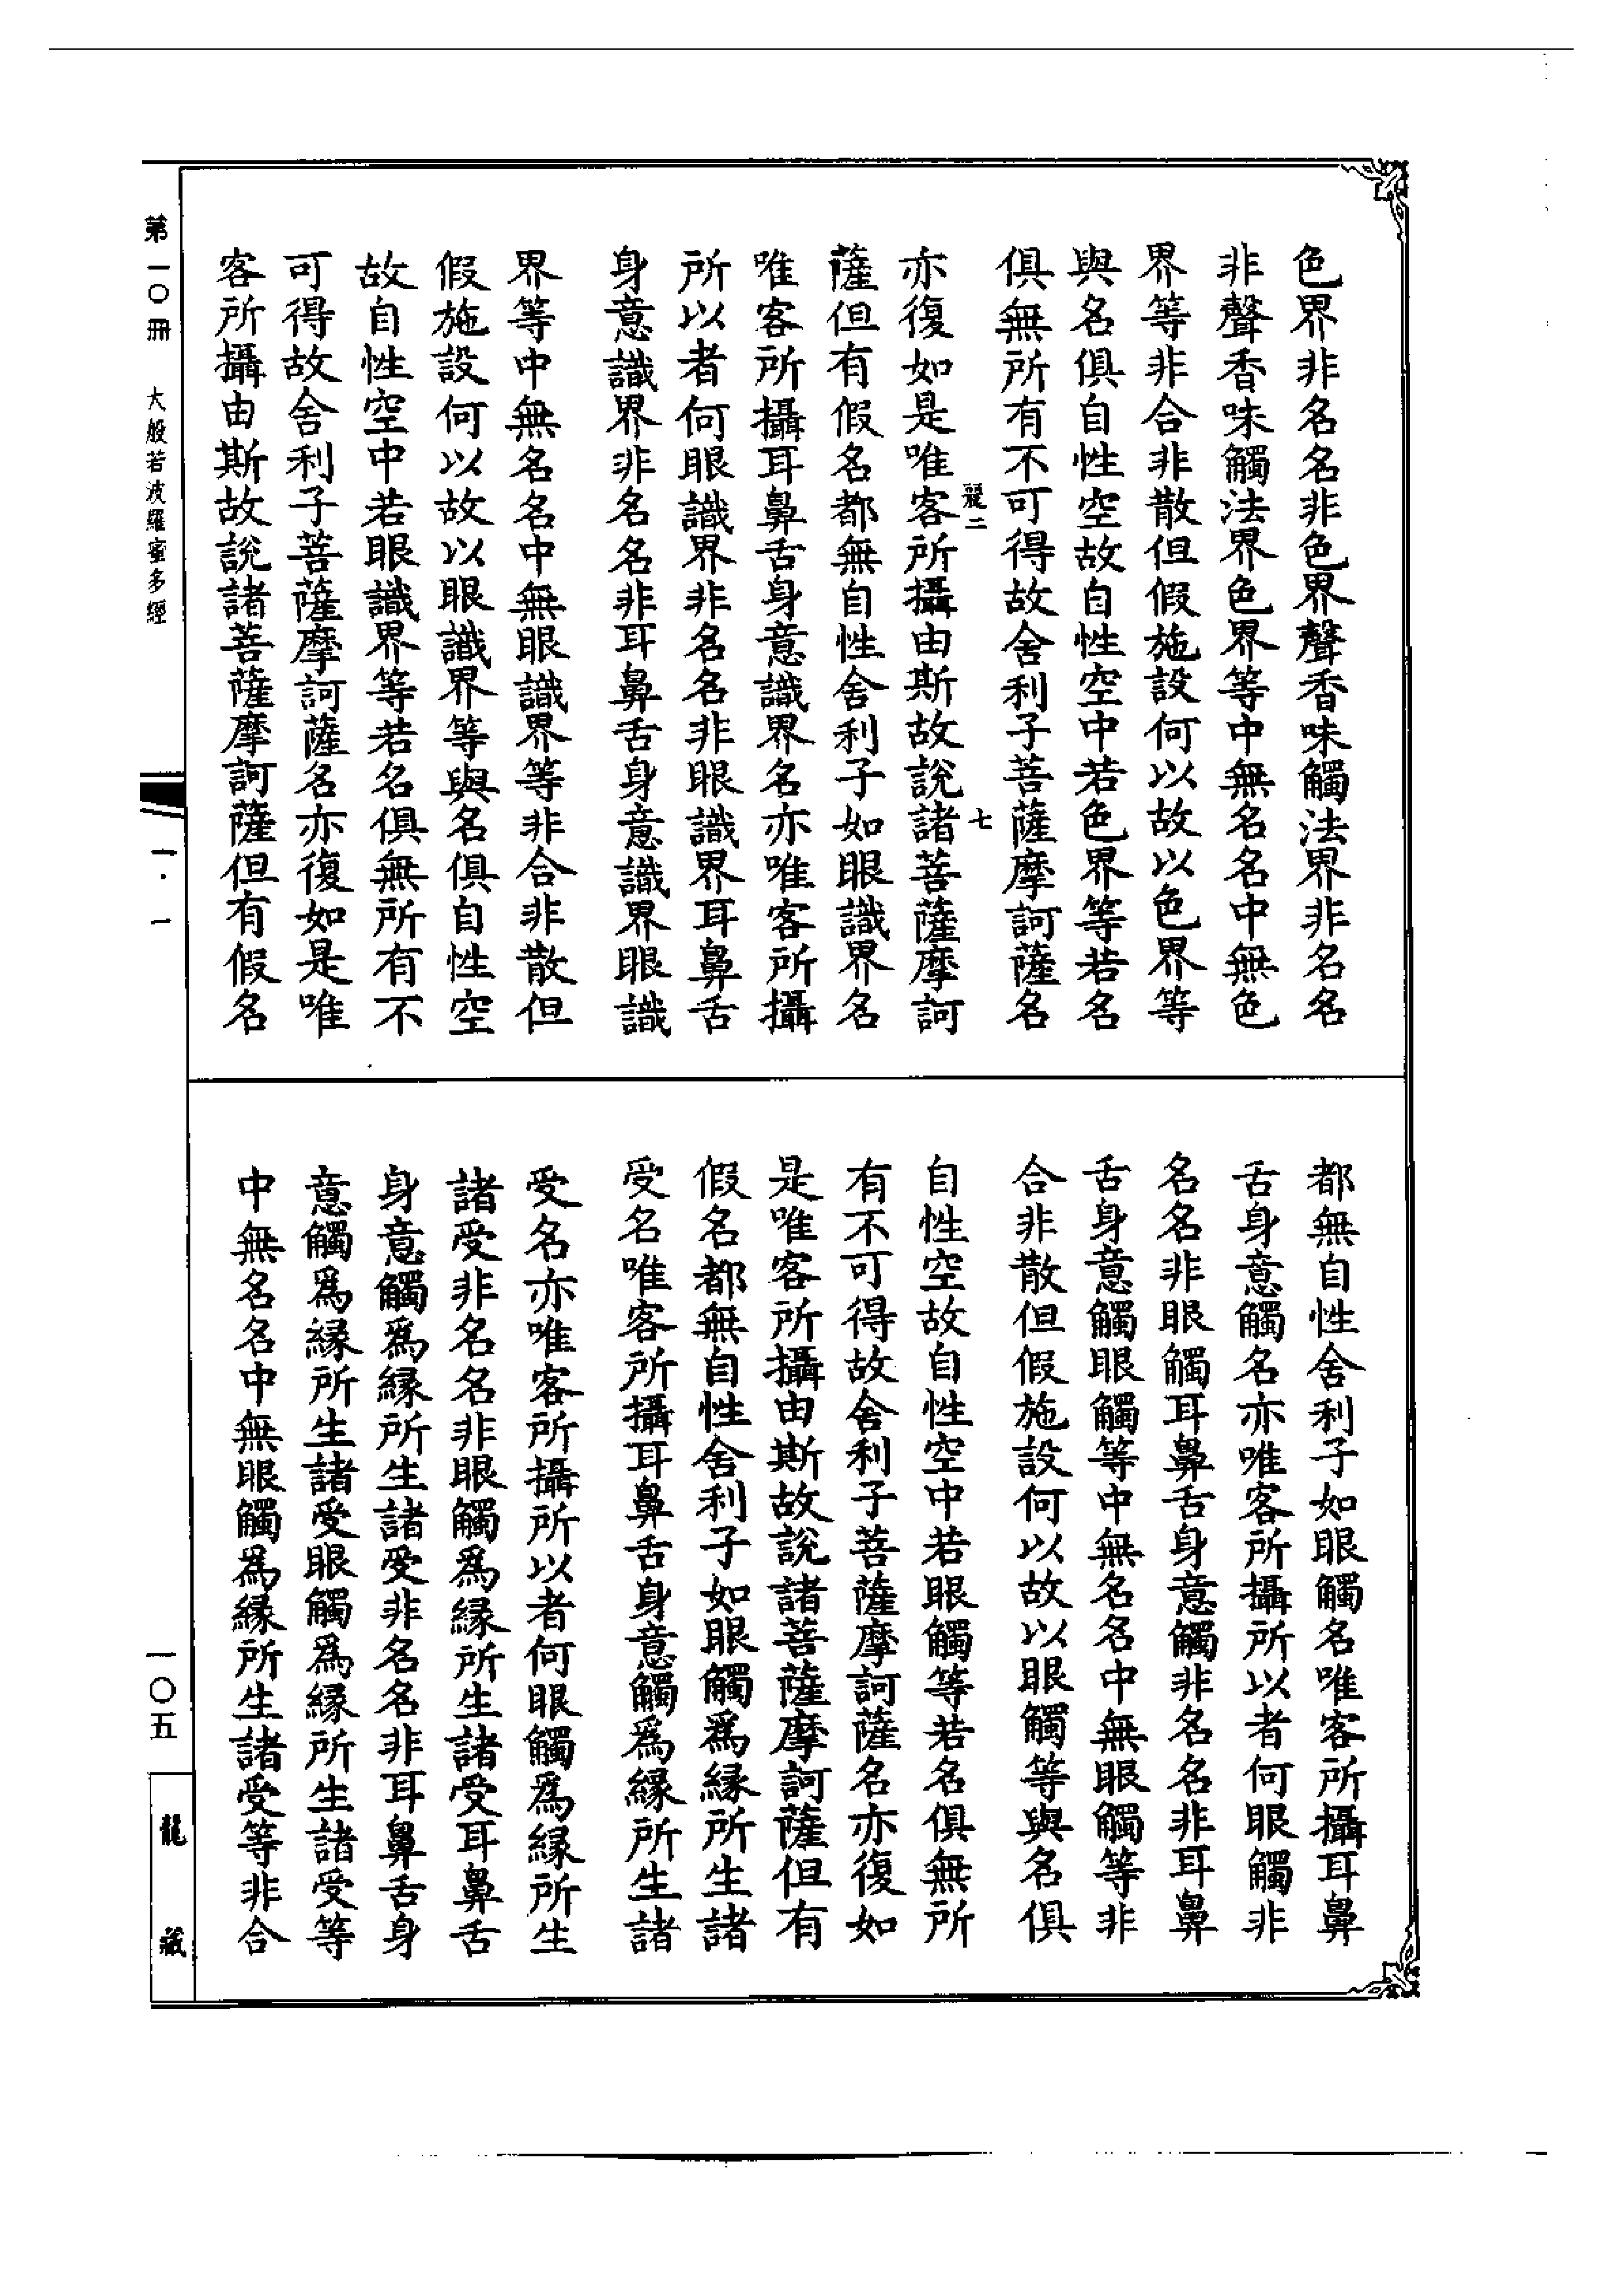 色界非名名非色界聲香味觸法界非名名
非聲香味觸法界色界等中無名名中無色
界等非合非散但假施設何以故以色界等
與名俱自性空故自性空中若色界等若名
俱無所有不可得故舍利子菩薩摩訶薩名
亦復如是唯客所攝由斯故說諸菩薩摩訶
薩但有假名都無自性舍利子如眼識界名
唯客所攝耳鼻舌身意識界名亦唯客所攝
所以者何眼識界非名名非眼識界耳鼻舌
身意識界非名名非耳鼻舌身意識界眼識
界等中無名名中無眼識界等非合非散但
假施設何以故以眼識界等與名俱自性空
故自性空中若眼識界等若名俱無所有不
可得故舍利子菩薩摩訶薩名亦復如是唯
客所攝由斯故說諸菩薩摩訶薩但有假名
都無自性舍利子如眼觸名唯客所攝耳鼻
舌身意觸名亦唯客所攝所以者何眼觸非
名名非眼觸耳鼻舌身意觸非名名非耳鼻
舌身意觸眼觸等中無名名中無眼觸等非
合非散但假施設何以故以眼觸等與名俱
自性空故自性空中若眼觸等若名俱無所
有不可得故舍利子菩薩摩訶薩名亦復如
是唯客所攝由斯故說諸菩薩摩訶薩但有
假名都無自性舍利子如眼觸爲緣所生諸
受名唯客所攝耳鼻舌身意觸爲緣所生諸
受名亦唯客所攝所以者何眼觸爲緣所生
諸受非名名非眼觸爲緣所生諸受耳鼻舌
身意觸爲緣所生諸受非名名非耳鼻舌身
意觸爲緣所生諸受眼觸爲緣所生諸受等
中無名名中無眼觸爲緣所生諸受等非合
七
第一〇冊 大般若波羅蜜多經
一·一
一〇五
龍藏